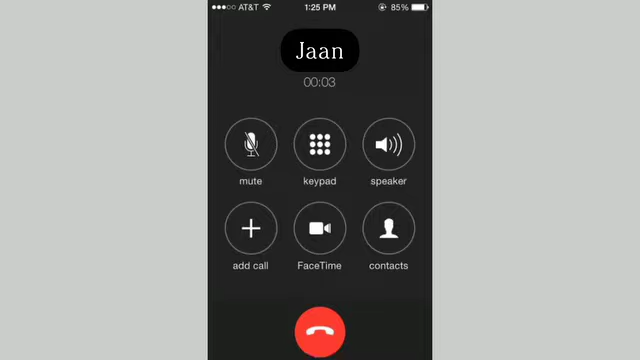 AT&T 1:25 PM 85%
Jaan
00:03
mute keypad speaker
add call FaceTime contacts